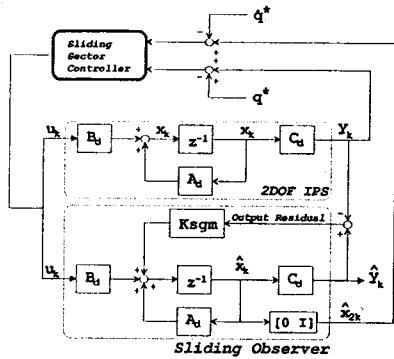 q̂*
Sliding
Sector
Controller
q*
u_k
B_d
x_k
z⁻¹
x_k
C_d
Y_k
A_d
2DOF IPS
Ksgm
Output Residual
u_k
B_d
z⁻¹
x̂_k
C_d
Ŷ_k
A_d
[0 I]
x̂_2k
Sliding Observer